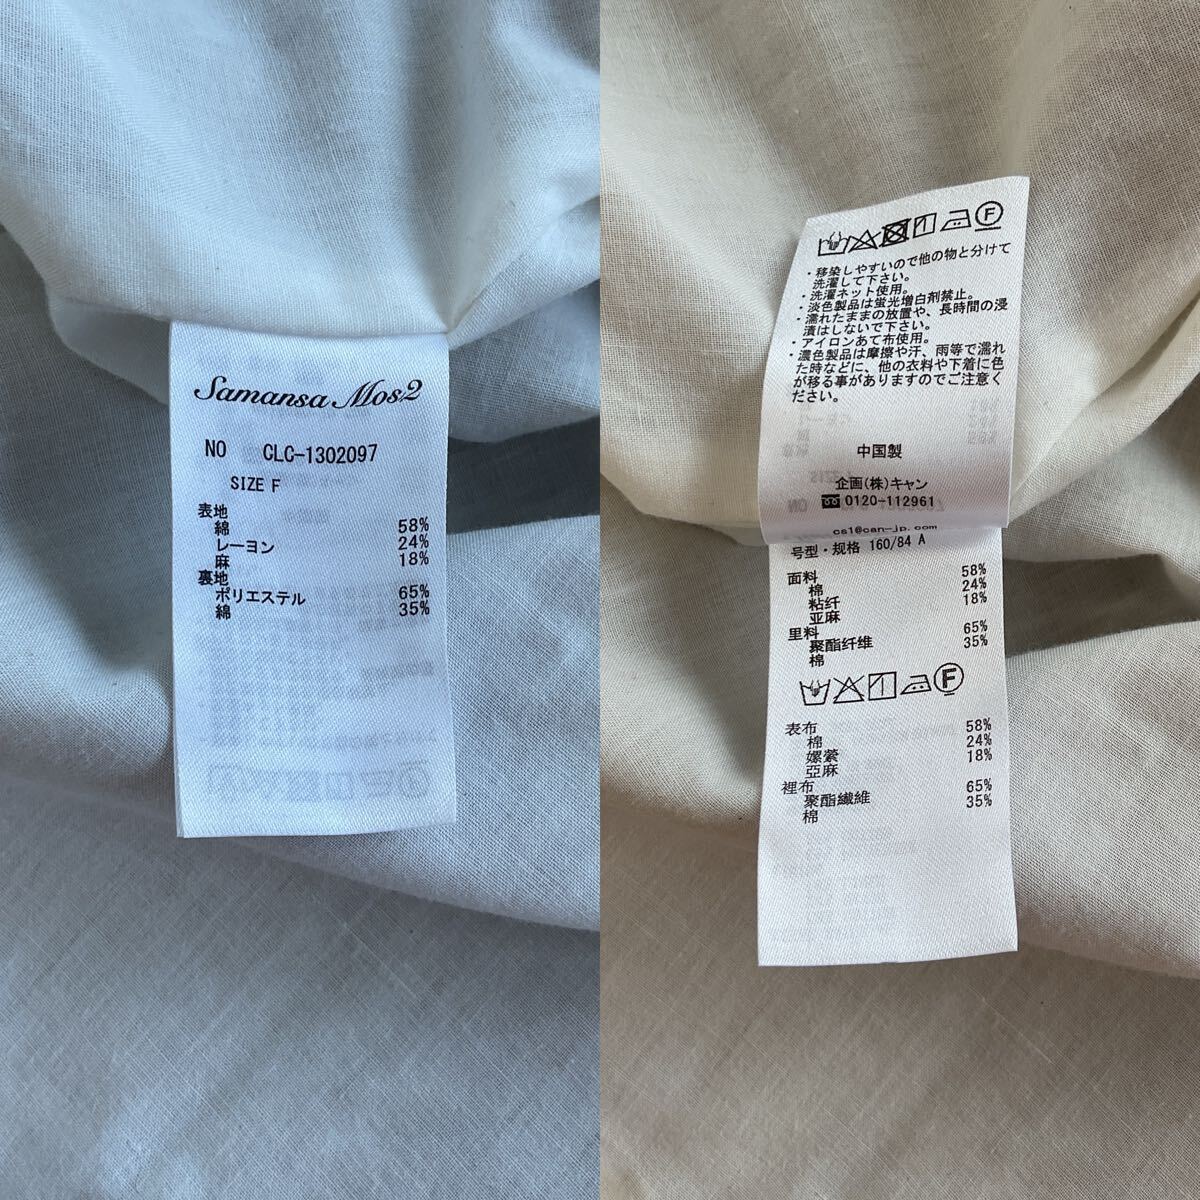 Samansa Mos2
NO CLC-1302097
SIZE F
表地
綿 58%
レーヨン 24%
麻 18%
裏地
ポリエステル 65%
綿 35%
F
・移染しやすいので他の物と分けて
洗濯して下さい。
・洗濯ネット使用。
・淡色製品は蛍光増白剤禁止。
・濡れたままの放置や、長時間の浸
漬はしないで下さい。
・アイロンあて布使用。
・濃色製品は摩擦や汗、雨等で濡れ
た時などに、他の衣料や下着に色
が移る事がありますのでご注意く
ださい。
中国製
企画(株)キャン
0120-112961
cs1@can-jp.com
号型・规格 160/84 A
面料 58%
棉 24%
粘纤 18%
亚麻
里料 65%
聚酯纤维 35%
棉
F
表布 58%
棉 24%
嫘縈 18%
亞麻
裡布 65%
聚酯纖維 35%
棉